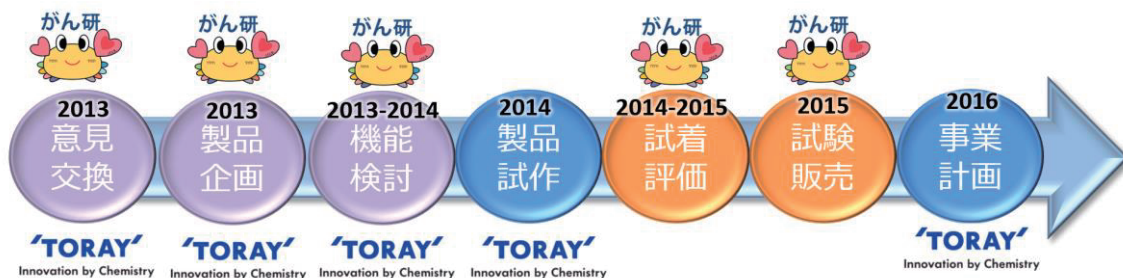 がん研
がん研
がん研
がん研
がん研
2013
意見
交換
2013
製品
企画
2013-2014
機能
検討
2014
製品
試作
2014-2015
試着
評価
2015
試験
販売
2016
事業
計画
'TORAY'
Innovation by Chemistry
'TORAY'
Innovation by Chemistry
'TORAY'
Innovation by Chemistry
'TORAY'
Innovation by Chemistry
'TORAY'
Innovation by Chemistry